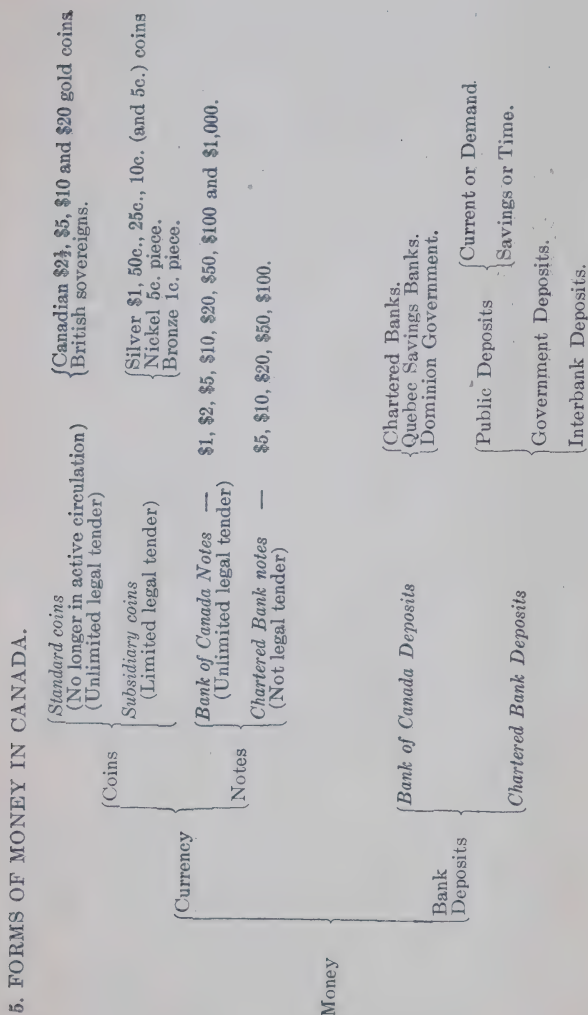 5. FORMS OF MONEY IN CANADA.
Money
Currency
Coins
Standard coins
(No longer in active circulation)
(Unlimited legal tender)
Canadian $2½, $5, $10 and $20 gold coins.
British sovereigns.
Subsidiary coins
(Limited legal tender)
Silver $1, 50c., 25c., 10c. (and 5c.) coins
Nickel 5c. piece.
Bronze 1c. piece.
Notes
Bank of Canada Notes — $1, $2, $5, $10, $20, $50, $100 and $1,000.
(Unlimited legal tender)
Chartered Bank notes — $5, $10, $20, $50, $100.
(Not legal tender)
Bank
Deposits
Bank of Canada Deposits
Chartered Banks.
Quebec Savings Banks.
Dominion Government.
Chartered Bank Deposits
Public Deposits
Current or Demand.
Savings or Time.
Government Deposits.
Interbank Deposits.